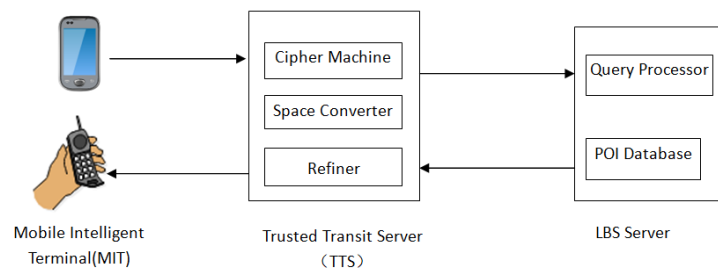 Cipher Machine
Space Converter
Refiner
Query Processor
POI Database
Mobile Intelligent
Terminal(MIT)
Trusted Transit Server
（TTS）
LBS Server